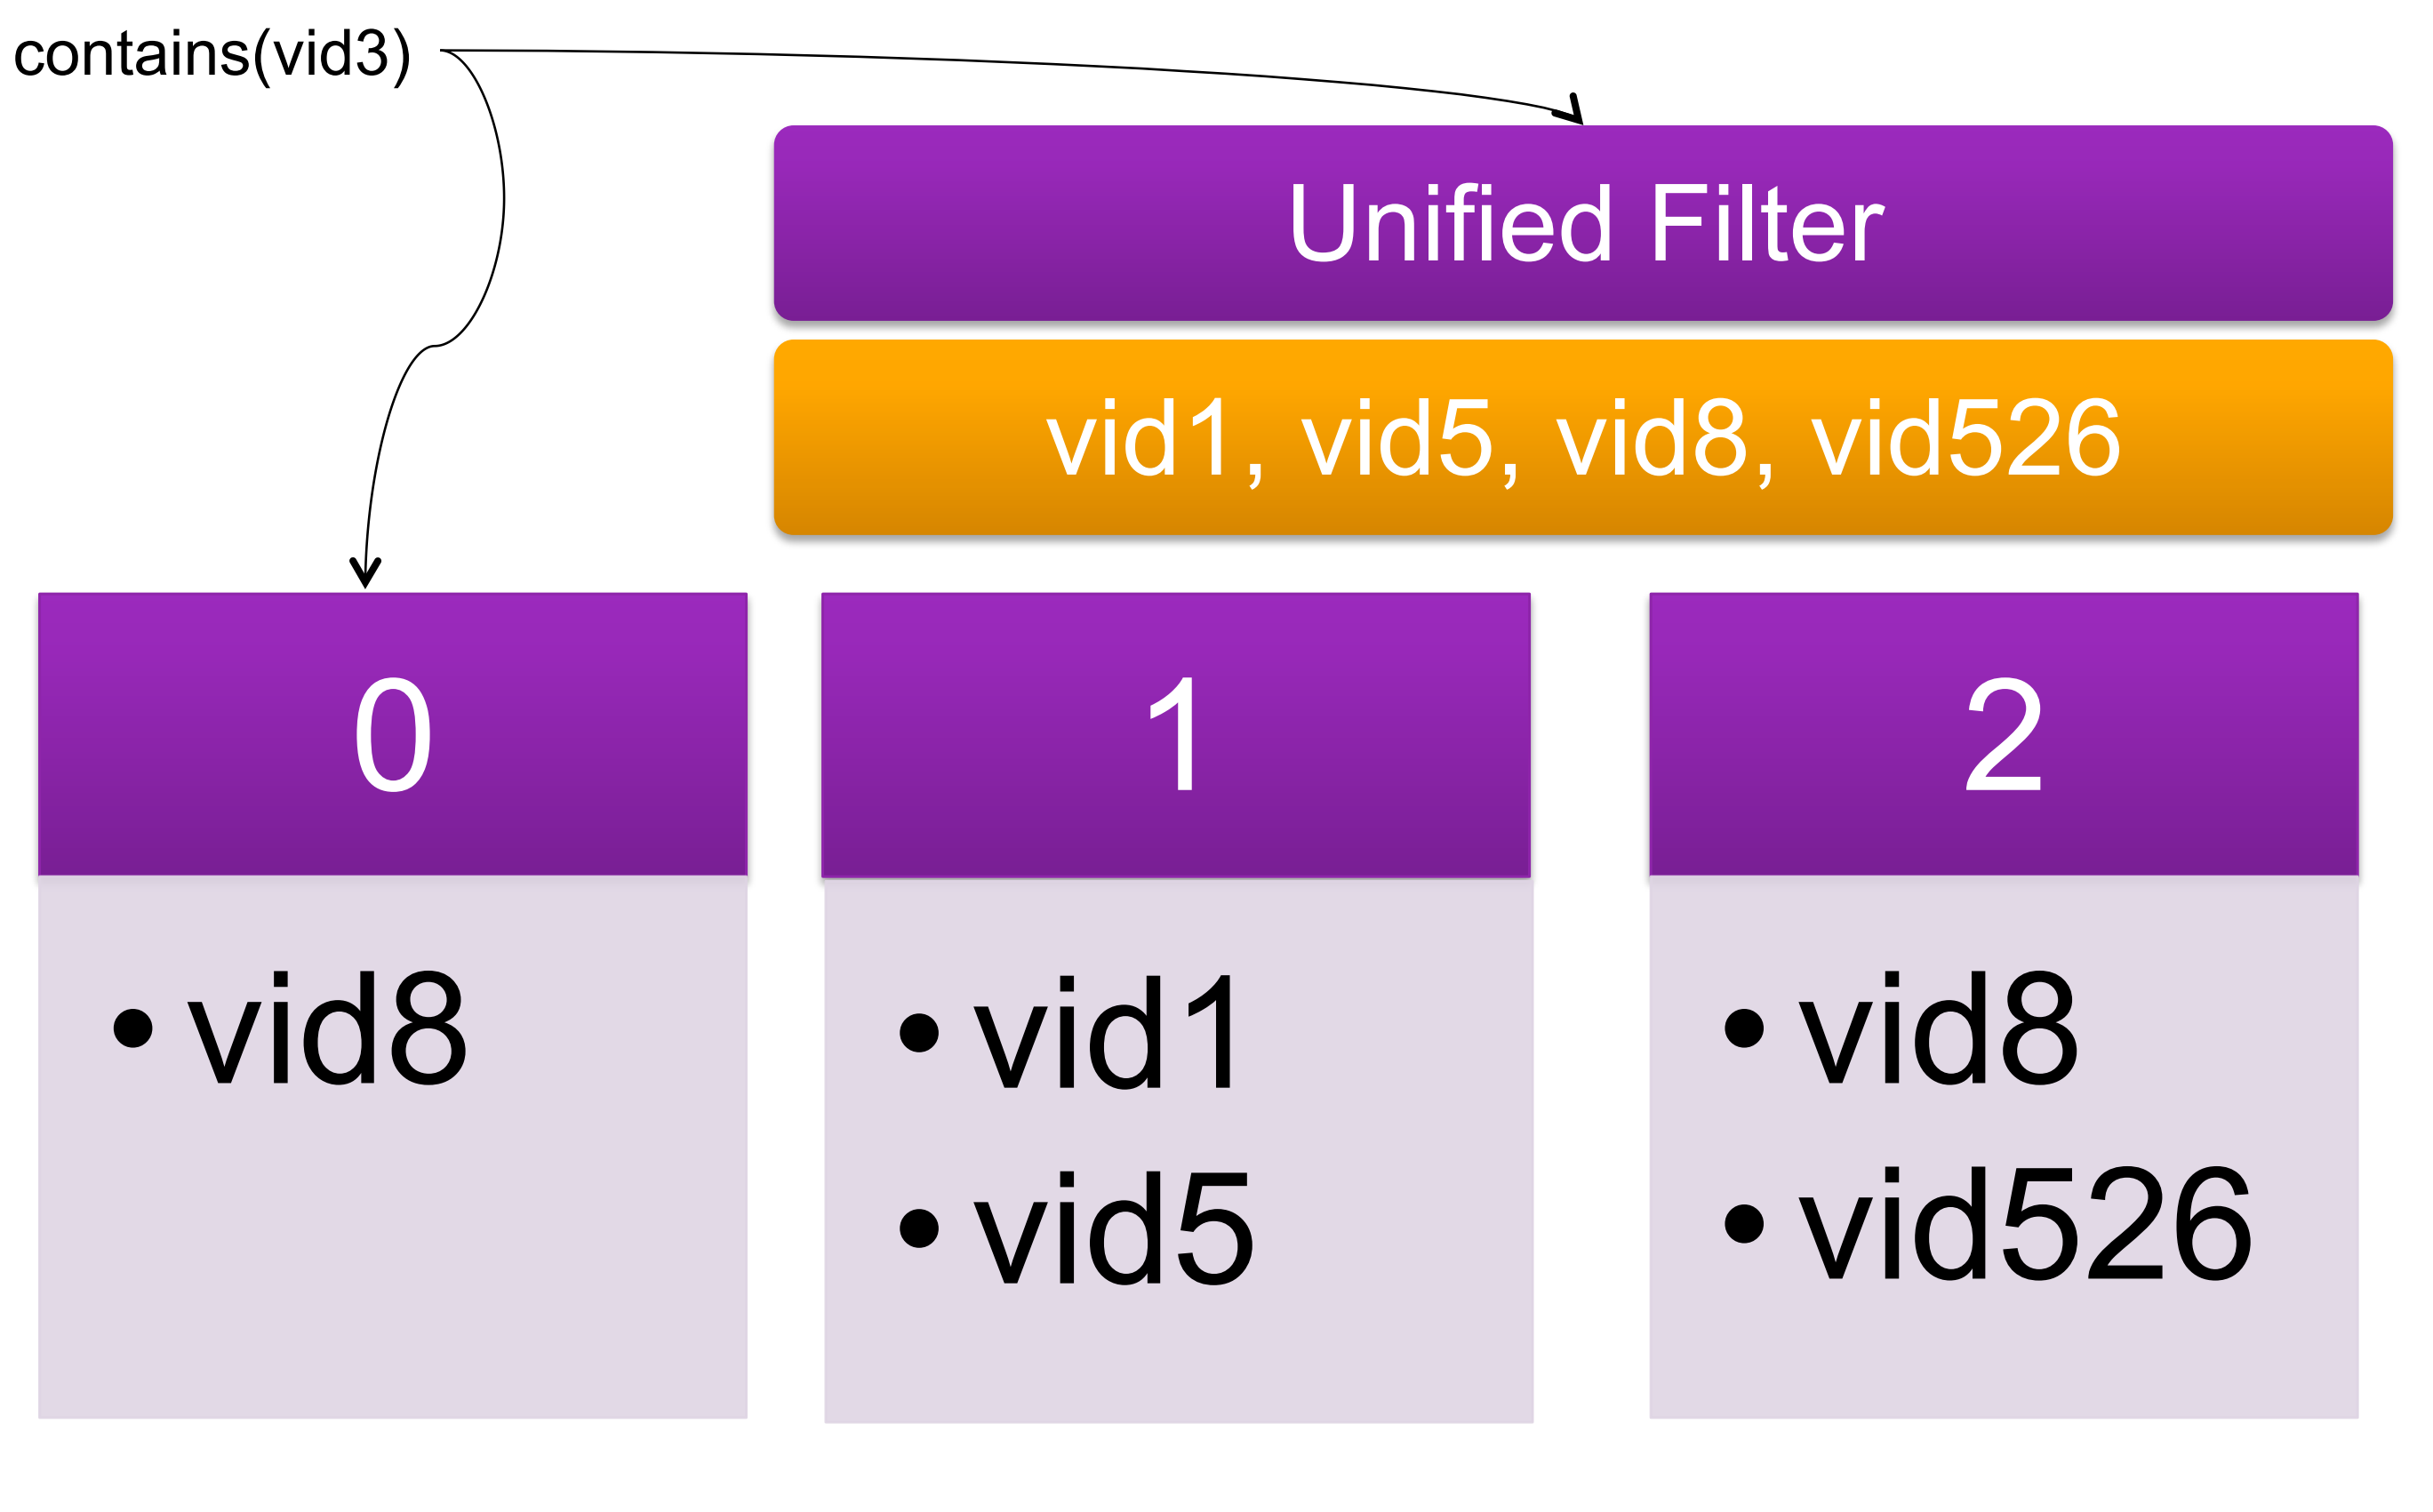 contains(vid3)
Unified Filter
vid1, vid5, vid8, vid526
0
• vid8
1
• vid1
• vid5
2
• vid8
• vid526